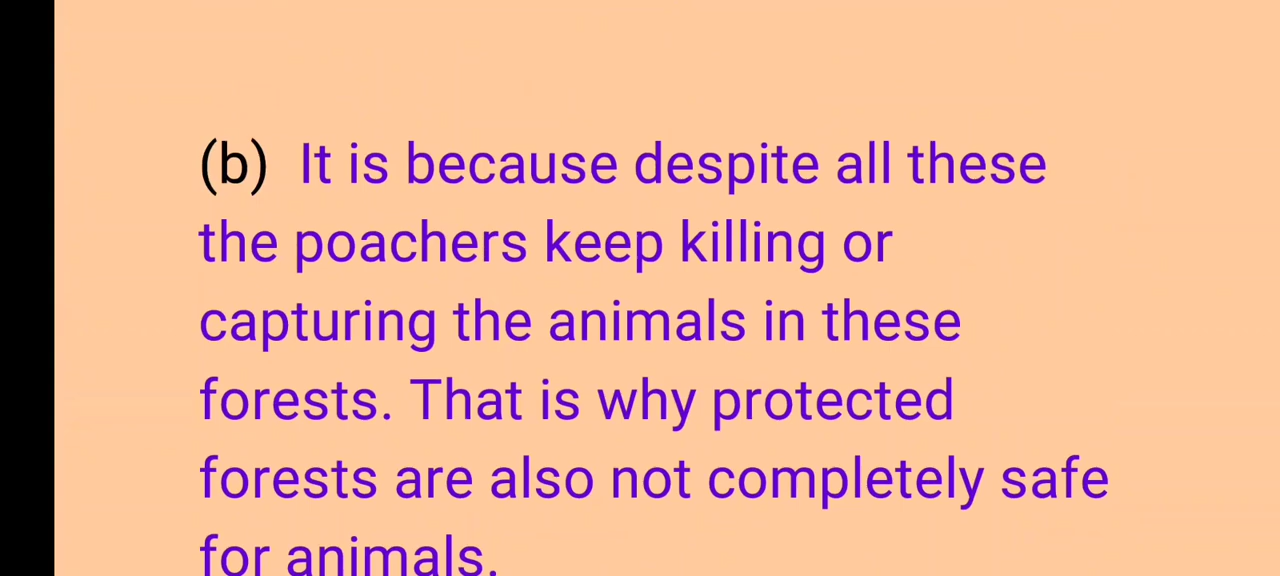 (b) It is because despite all these
the poachers keep killing or
capturing the animals in these
forests. That is why protected
forests are also not completely safe
for animals.